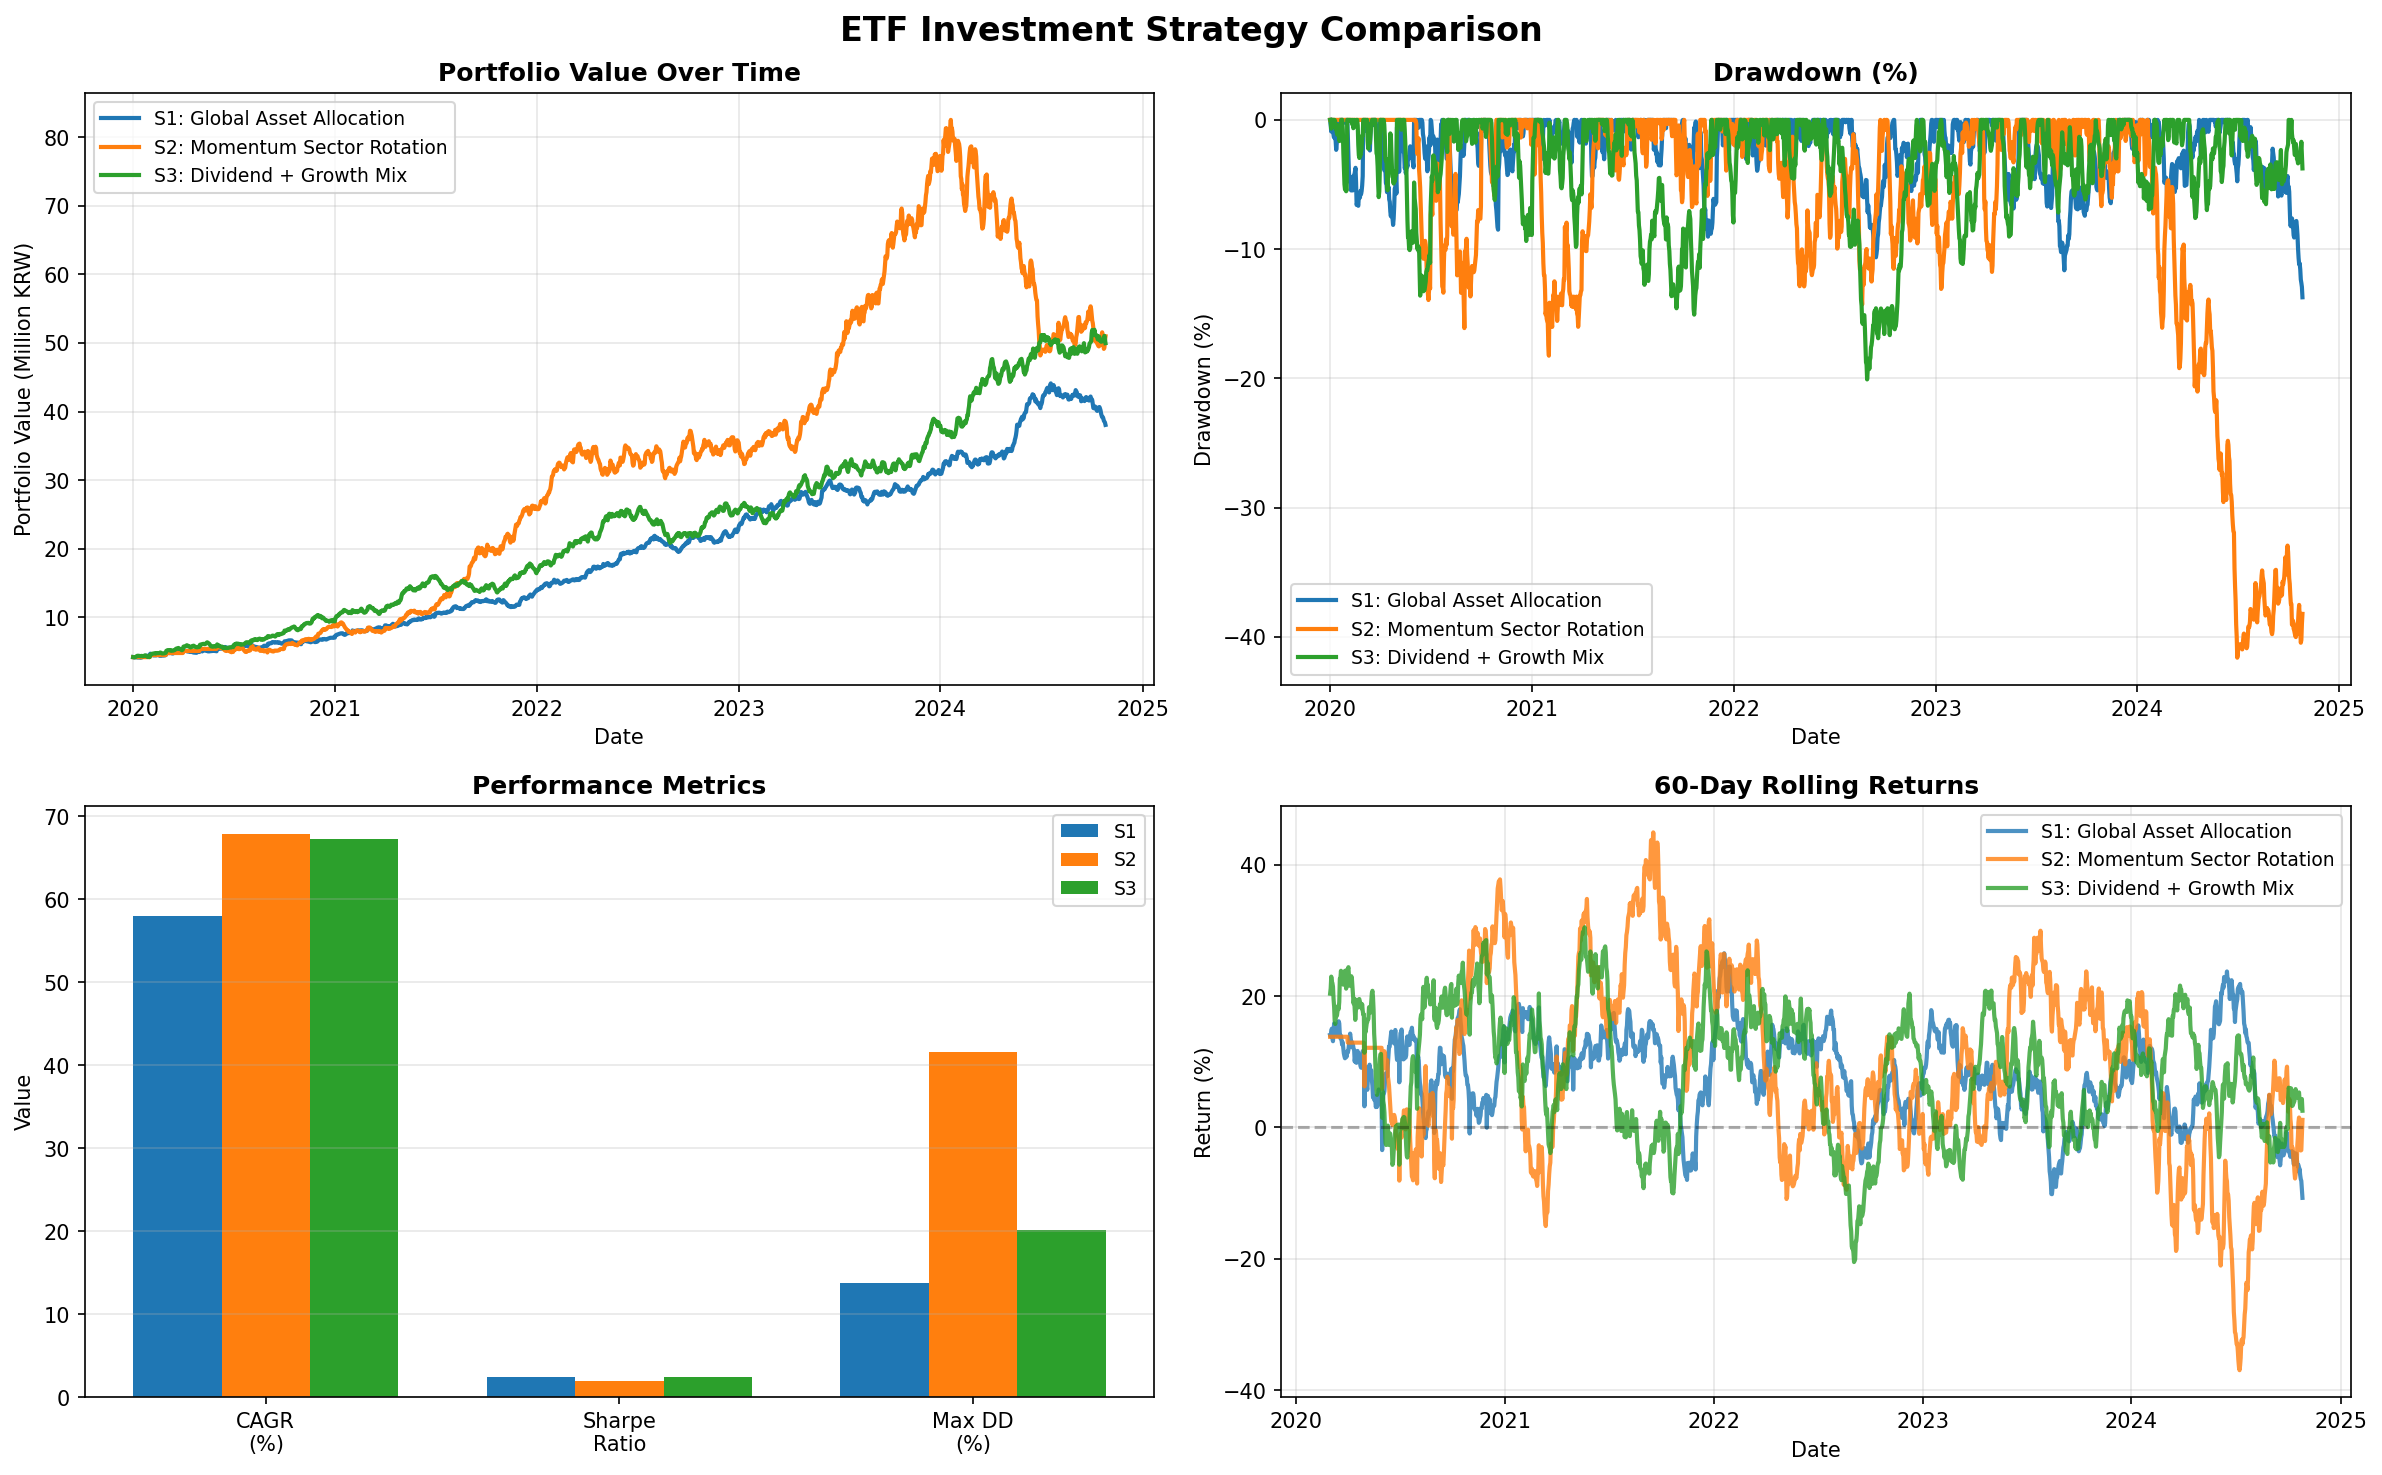 ETF Investment Strategy Comparison
Portfolio Value Over Time
S1: Global Asset Allocation
S2: Momentum Sector Rotation
S3: Dividend + Growth Mix
Portfolio Value (Million KRW)
80
70
60
50
40
30
20
10
2020 2021 2022 2023 2024 2025
Date
Drawdown (%)
Drawdown (%)
0
−10
−20
−30
−40
S1: Global Asset Allocation
S2: Momentum Sector Rotation
S3: Dividend + Growth Mix
2020 2021 2022 2023 2024 2025
Date
Performance Metrics
S1
S2
S3
Value
70
60
50
40
30
20
10
0
CAGR
(%)
Sharpe
Ratio
Max DD
(%)
60-Day Rolling Returns
S1: Global Asset Allocation
S2: Momentum Sector Rotation
S3: Dividend + Growth Mix
Return (%)
40
20
0
−20
−40
2020 2021 2022 2023 2024 2025
Date